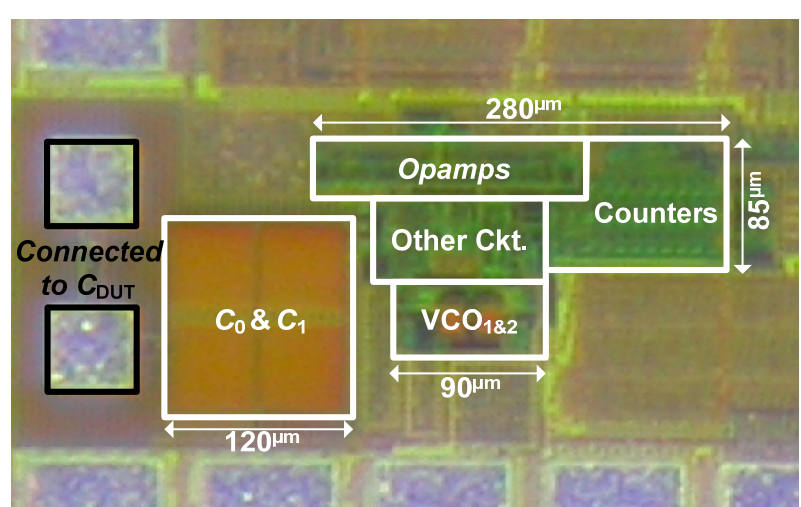 280μm
Opamps
85μm
Counters
Connected
to CDUT
Other Ckt.
C0 & C1
VCO1&2
90μm
120μm